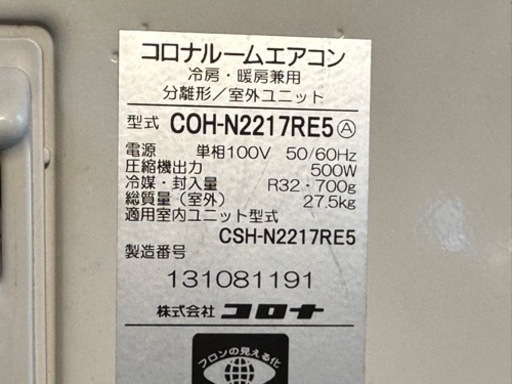 コロナルームエアコン
冷房・暖房兼用
分離形／室外ユニット
型式 COH-N2217RE5Ⓐ
電源 単相100V 50/60Hz
圧縮機出力 500W
冷媒・封入量 R32・700g
総質量（室外） 27.5kg
適用室内ユニット型式
CSH-N2217RE5
製造番号
131081191
株式会社 コロナ
フロンの見える化